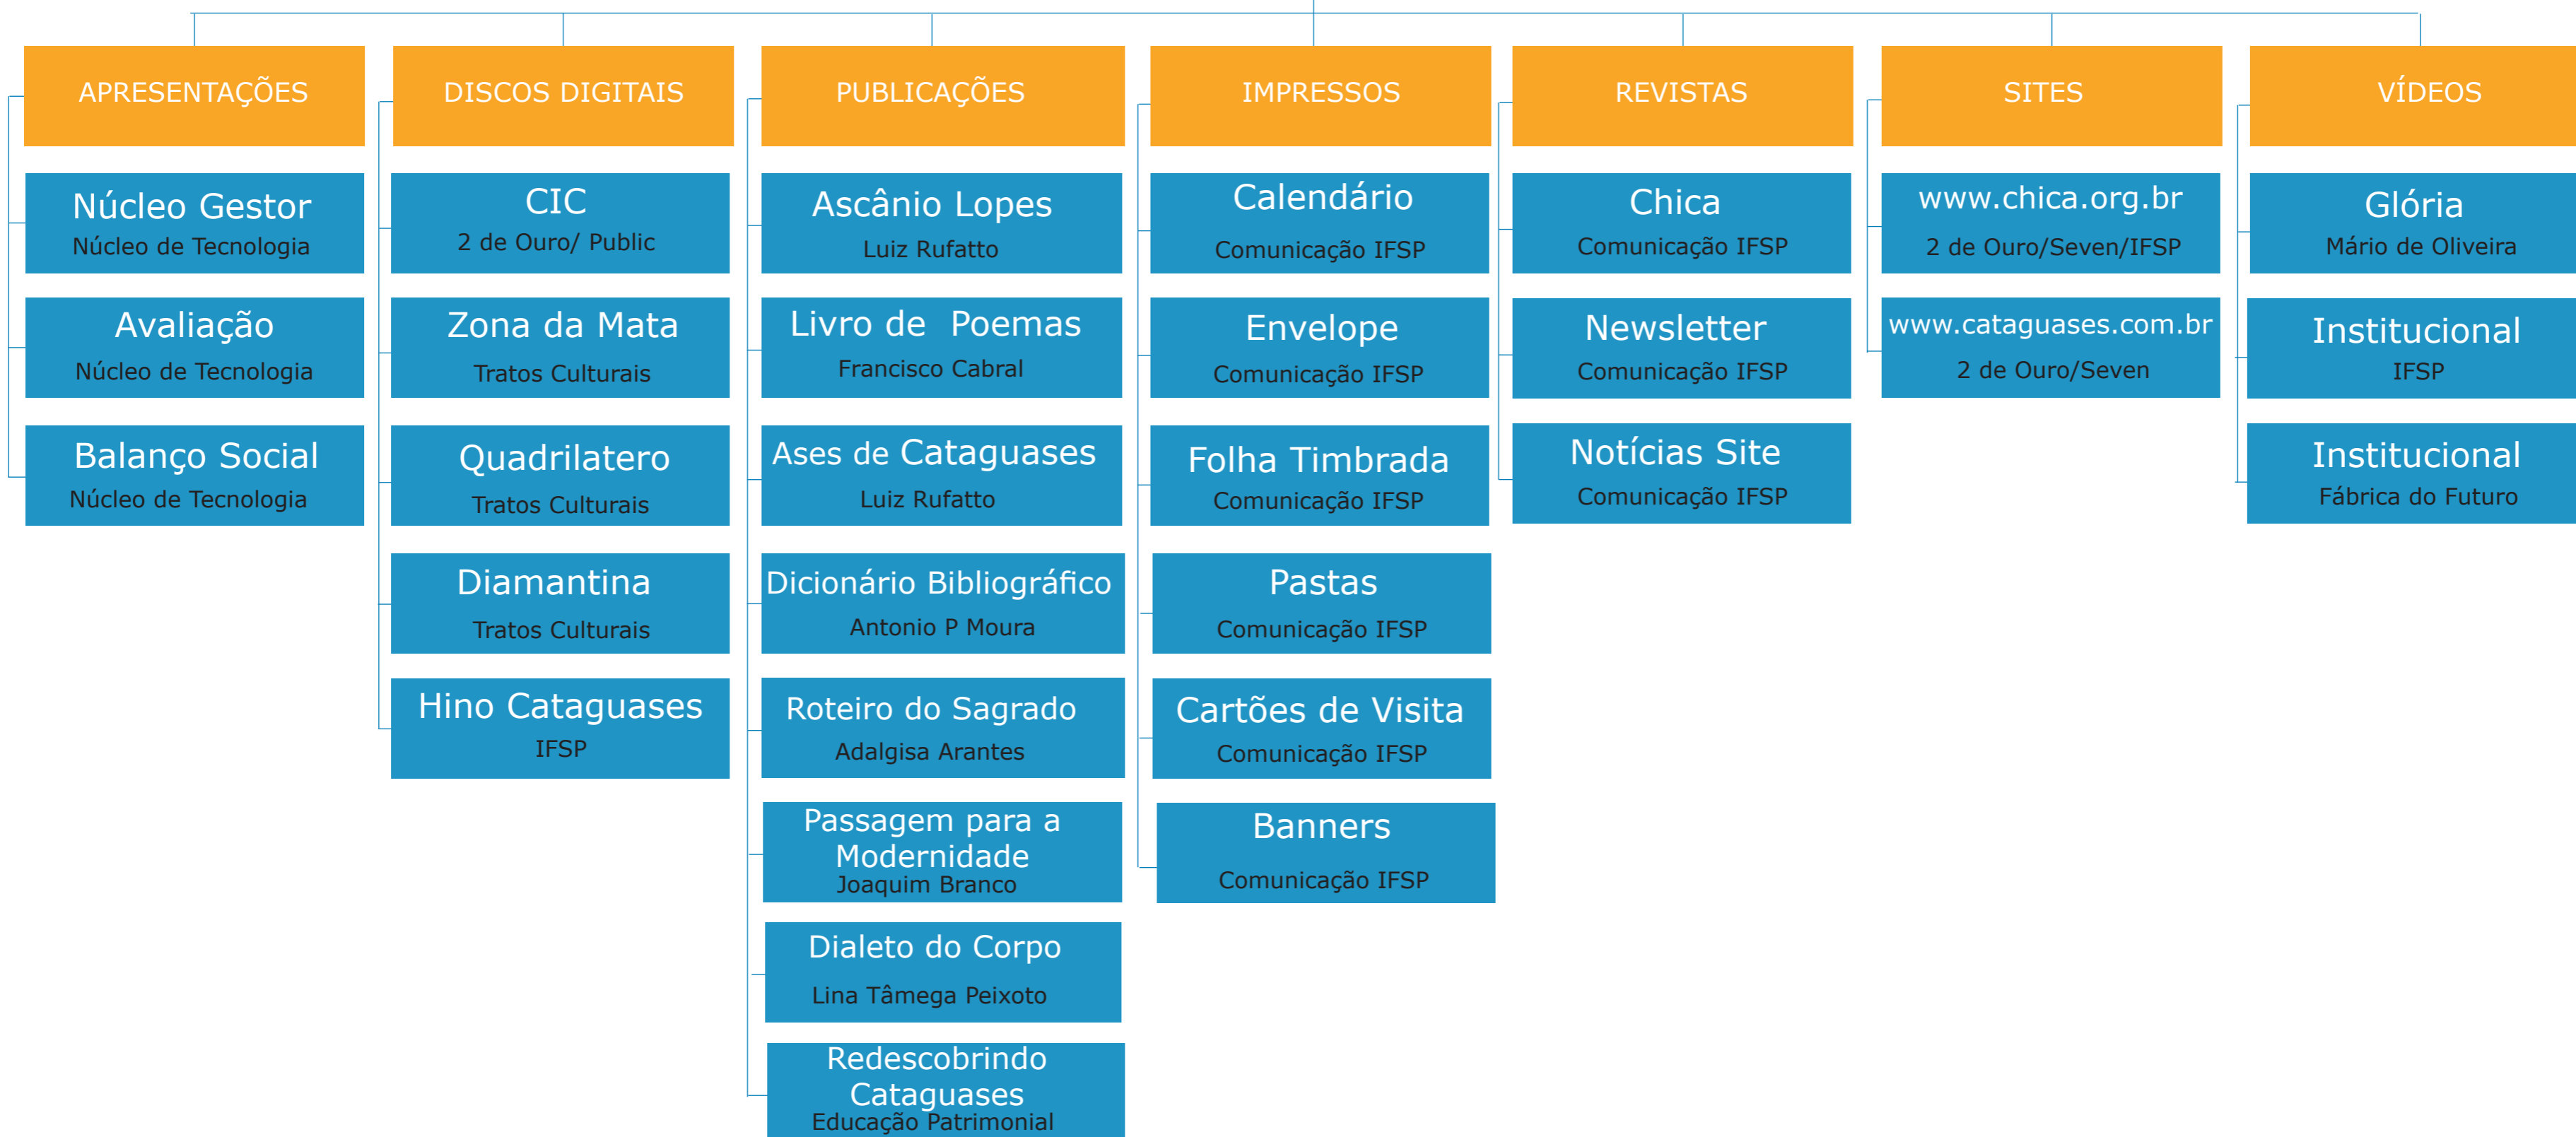 APRESENTAÇÕES
Núcleo Gestor
Núcleo de Tecnologia
Avaliação
Núcleo de Tecnologia
Balanço Social
Núcleo de Tecnologia
DISCOS DIGITAIS
CIC
2 de Ouro/ Public
Zona da Mata
Tratos Culturais
Quadrilatero
Tratos Culturais
Diamantina
Tratos Culturais
Hino Cataguases
IFSP
PUBLICAÇÕES
Ascânio Lopes
Luiz Rufatto
Livro de Poemas
Francisco Cabral
Ases de Cataguases
Luiz Rufatto
Dicionário Bibliográfico
Antonio P Moura
Roteiro do Sagrado
Adalgisa Arantes
Passagem para a
Modernidade
Joaquim Branco
Dialeto do Corpo
Lina Tâmega Peixoto
Redescobrindo
Cataguases
Educação Patrimonial
IMPRESSOS
Calendário
Comunicação IFSP
Envelope
Comunicação IFSP
Folha Timbrada
Comunicação IFSP
Pastas
Comunicação IFSP
Cartões de Visita
Comunicação IFSP
Banners
Comunicação IFSP
REVISTAS
Chica
Comunicação IFSP
Newsletter
Comunicação IFSP
Notícias Site
Comunicação IFSP
SITES
www.chica.org.br
2 de Ouro/Seven/IFSP
www.cataguases.com.br
2 de Ouro/Seven
VÍDEOS
Glória
Mário de Oliveira
Institucional
IFSP
Institucional
Fábrica do Futuro